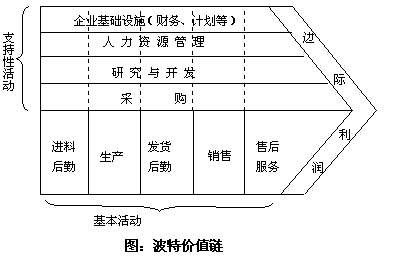 企业基础设施（财务、计划等）
人力资源管理
研究与开发
采购
支持性活动
进料后勤
生产
发货后勤
销售
售后服务
边际利润
基本活动
图：波特价值链